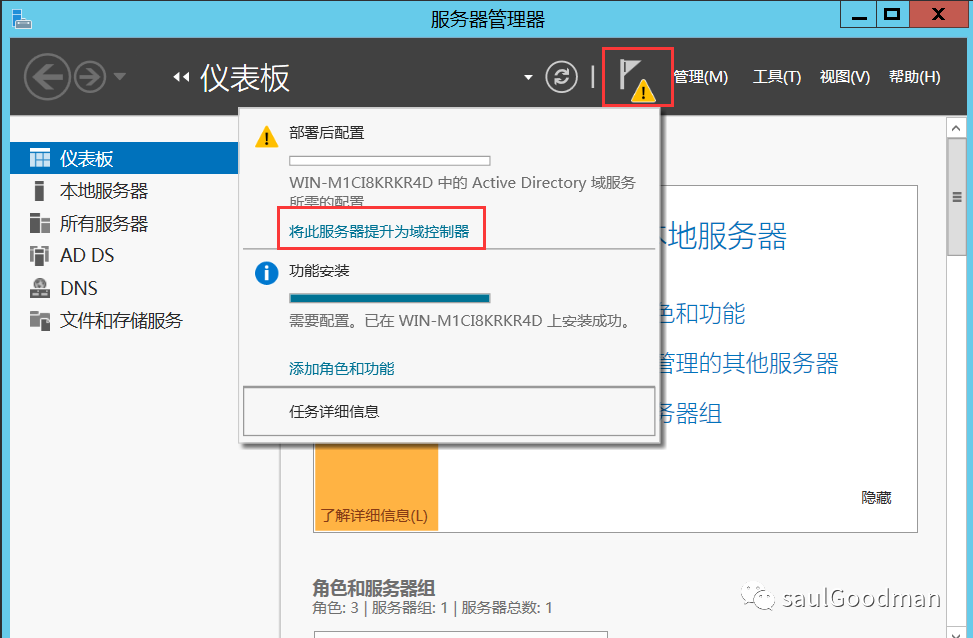 服务器管理器
仪表板
管理(M) 工具(T) 视图(V) 帮助(H)
仪表板
本地服务器
所有服务器
AD DS
DNS
文件和存储服务
部署后配置
WIN-M1CI8KRKR4D 中的 Active Directory 域服务
所需的配置
将此服务器提升为域控制器
功能安装
需要配置。已在 WIN-M1CI8KRKR4D 上安装成功。
添加角色和功能
任务详细信息
地服务器
色和功能
管理的其他服务器
务器组
了解详细信息(L)
隐藏
角色和服务器组
角色: 3 | 服务器组: 1 | 服务器总数: 1
saulGoodman